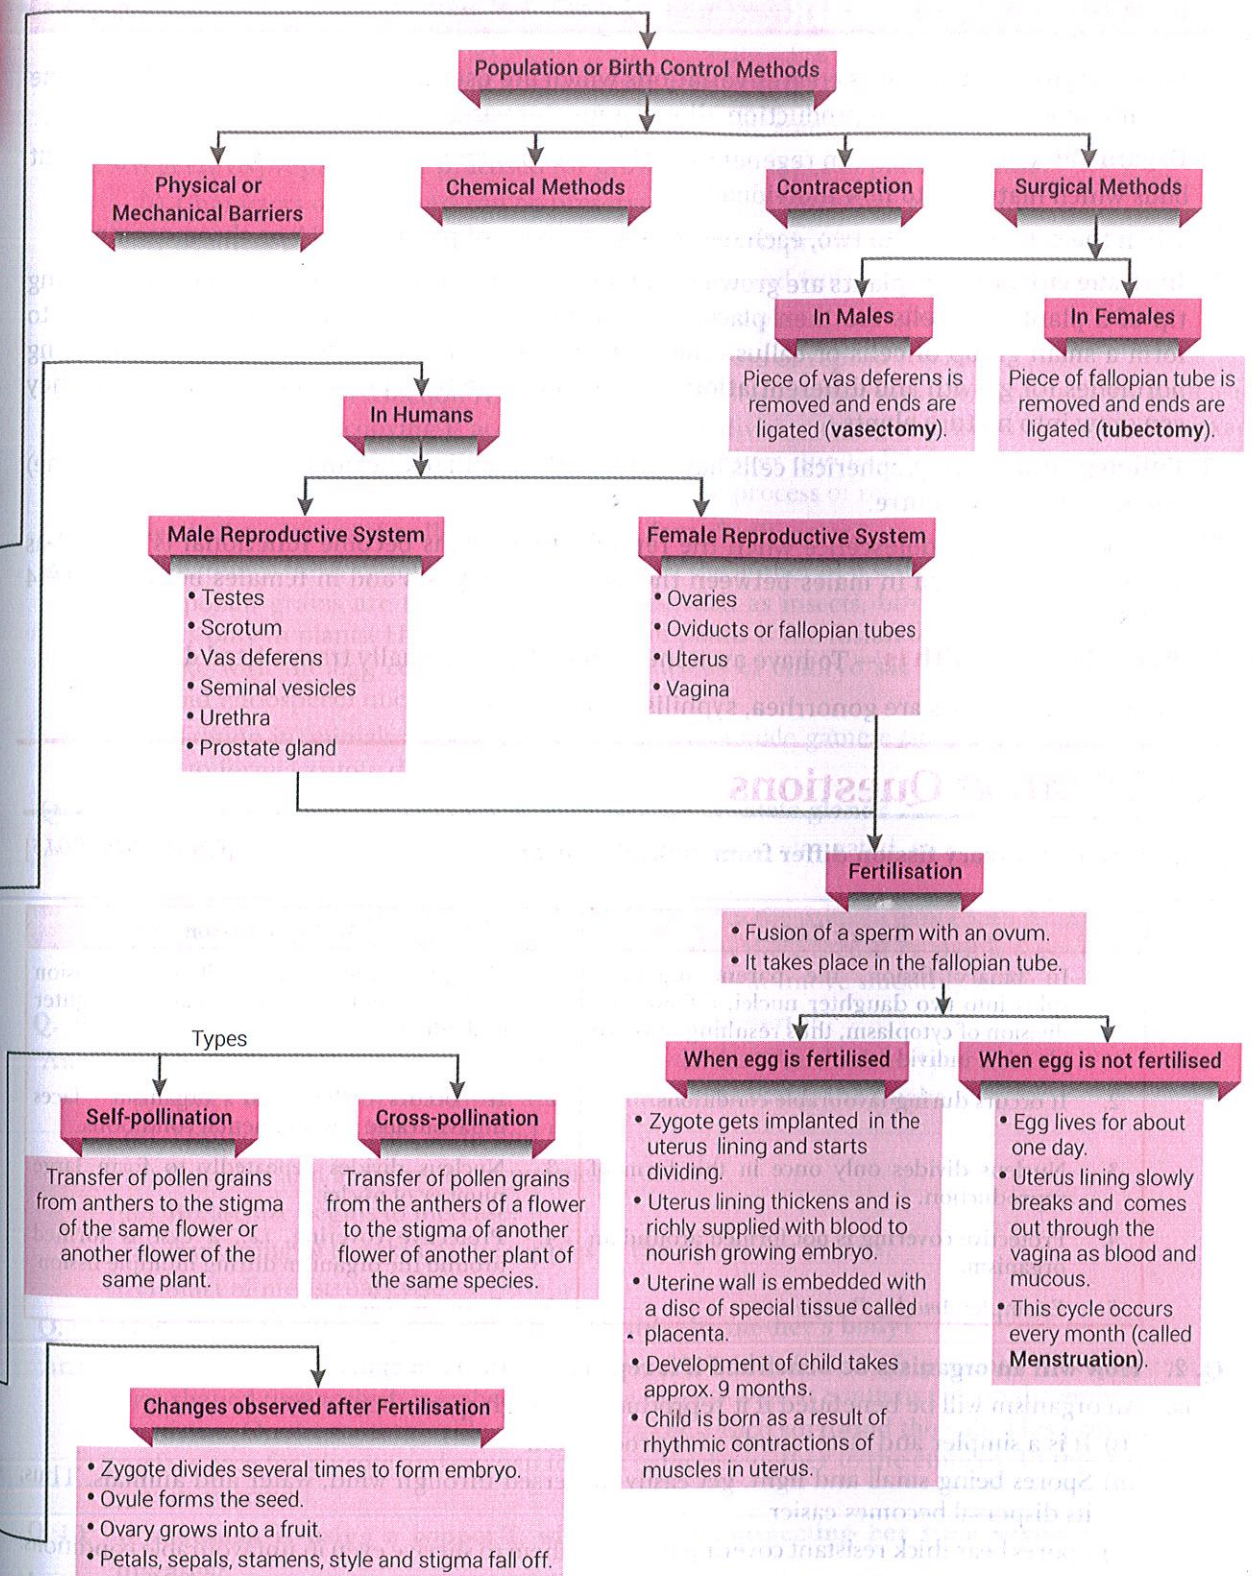 Population or Birth Control Methods
Physical or
Mechanical Barriers
Chemical Methods
Contraception
Surgical Methods
In Males
Piece of vas deferens is
removed and ends are
ligated (vasectomy).
In Females
Piece of fallopian tube is
removed and ends are
ligated (tubectomy).
In Humans
Male Reproductive System
• Testes
• Scrotum
• Vas deferens
• Seminal vesicles
• Urethra
• Prostate gland
Female Reproductive System
• Ovaries
• Oviducts or fallopian tubes
• Uterus
• Vagina
Fertilisation
• Fusion of a sperm with an ovum.
• It takes place in the fallopian tube.
When egg is fertilised
• Zygote gets implanted in the
uterus lining and starts
dividing.
• Uterus lining thickens and is
richly supplied with blood to
nourish growing embryo.
• Uterine wall is embedded with
a disc of special tissue called
placenta.
• Development of child takes
approx. 9 months.
• Child is born as a result of
rhythmic contractions of
muscles in uterus.
When egg is not fertilised
• Egg lives for about
one day.
• Uterus lining slowly
breaks and comes
out through the
vagina as blood and
mucous.
• This cycle occurs
every month (called
Menstruation).
Types
Self-pollination
Transfer of pollen grains
from anthers to the stigma
of the same flower or
another flower of the
same plant.
Cross-pollination
Transfer of pollen grains
from the anthers of a flower
to the stigma of another
flower of another plant of
the same species.
Changes observed after Fertilisation
• Zygote divides several times to form embryo.
• Ovule forms the seed.
• Ovary grows into a fruit.
• Petals, sepals, stamens, style and stigma fall off.